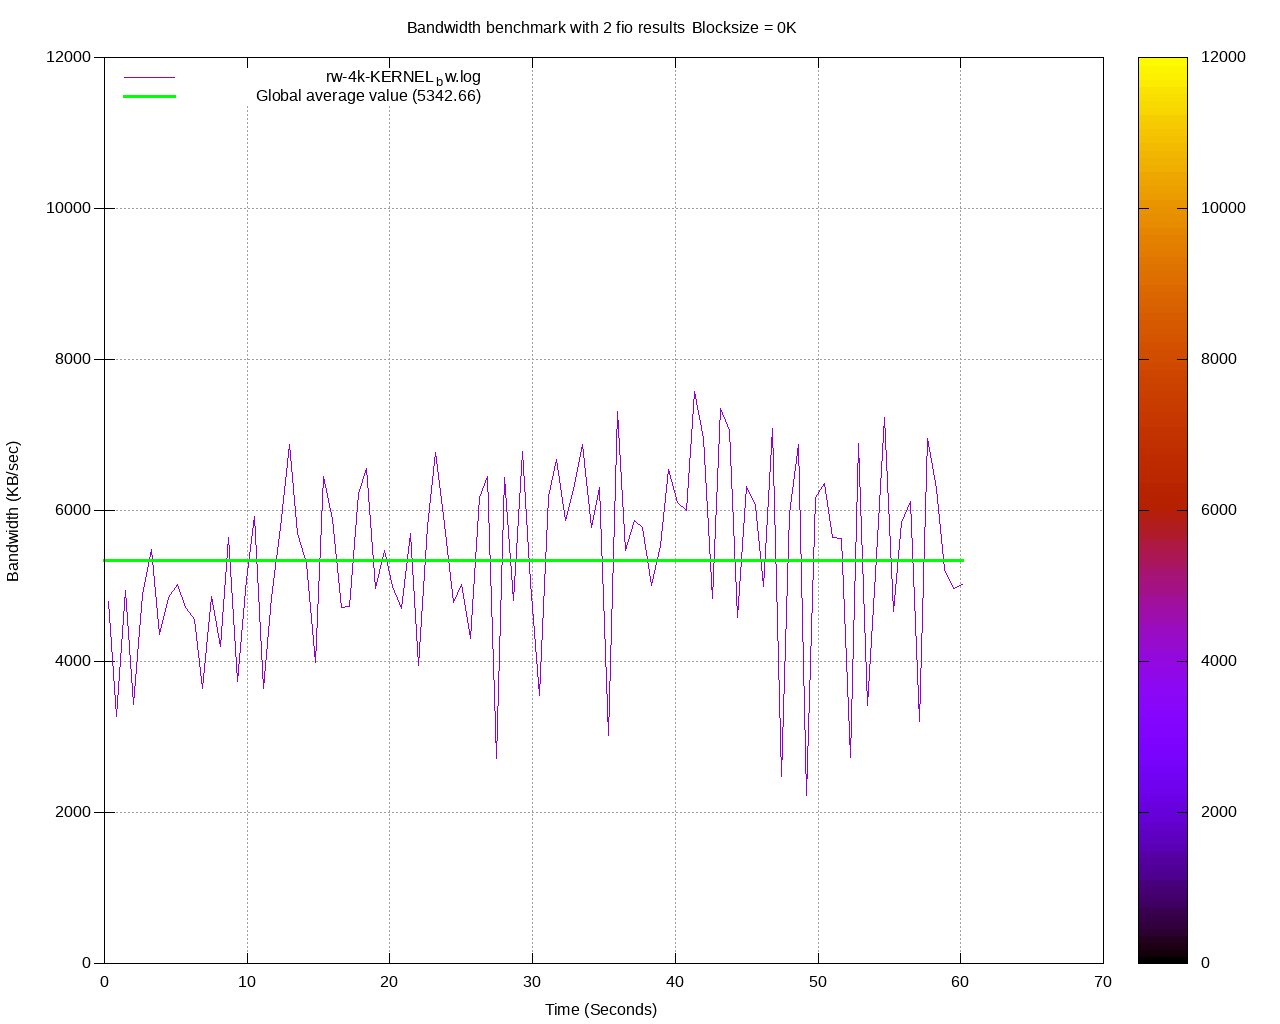 Bandwidth benchmark with 2 fio results Blocksize = 0K
rw-4k-KERNEL_bw.log
Global average value (5342.66)
12000
10000
8000
6000
4000
2000
0
Bandwidth (KB/sec)
0 10 20 30 40 50 60 70
Time (Seconds)
12000
10000
8000
6000
4000
2000
0